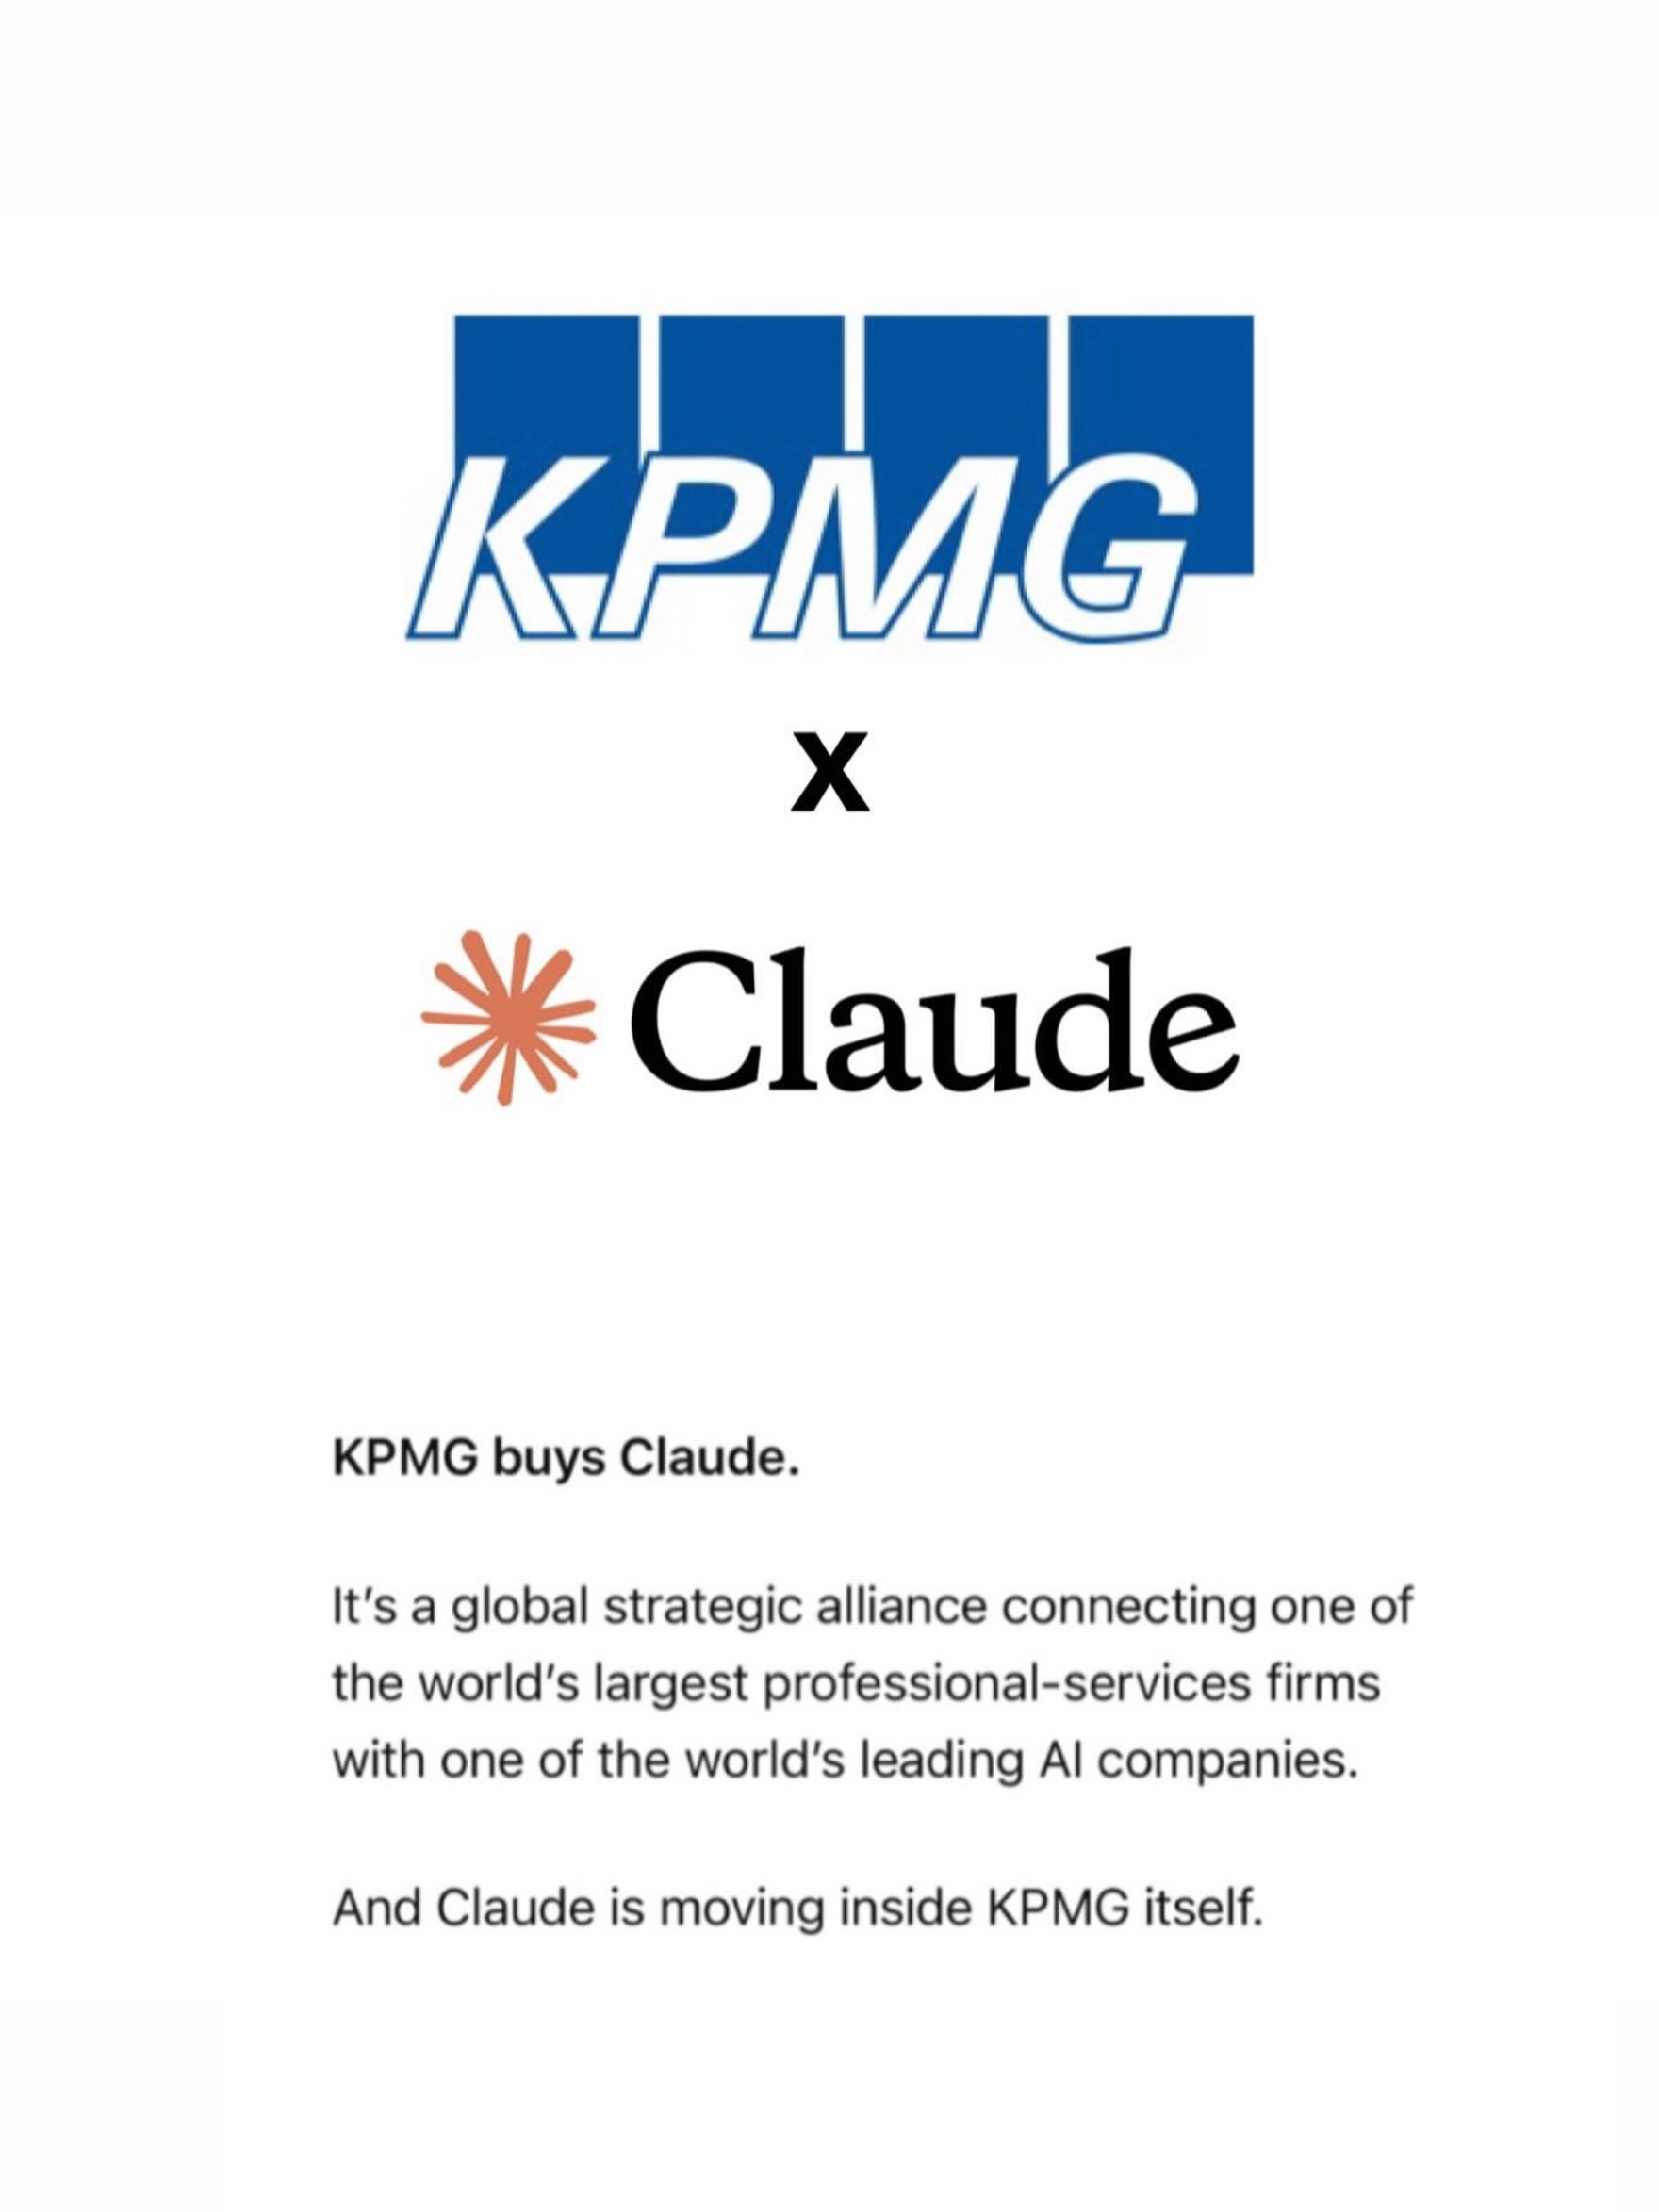 KPMG
x
Claude
KPMG buys Claude.
It’s a global strategic alliance connecting one of
the world’s largest professional-services firms
with one of the world’s leading AI companies.
And Claude is moving inside KPMG itself.